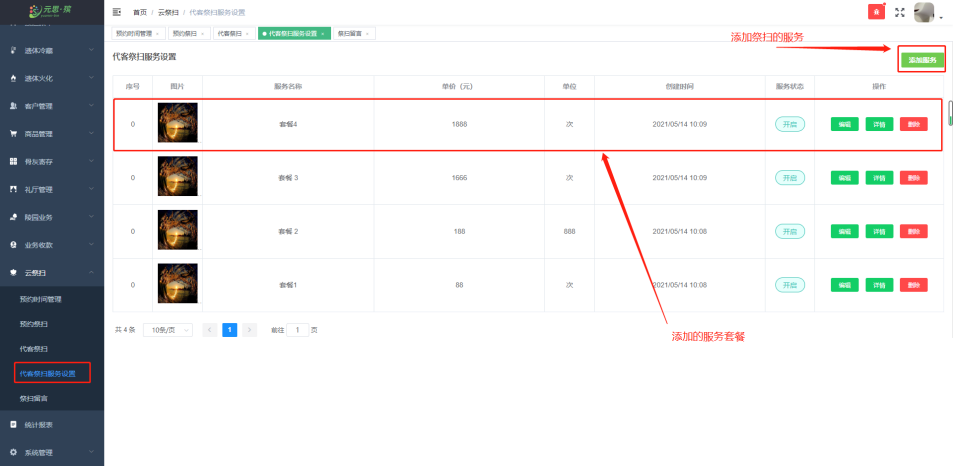 元思·殡
首页 / 云祭扫 / 代客祭扫服务设置
预约时间管理 ×
预约祭扫 ×
代客祭扫 ×
代客祭扫服务设置 ×
祭扫留言 ×
添加祭扫的服务
遗体冷藏
遗体火化
客户管理
商品管理
骨灰寄存
礼厅管理
陵园业务
业务收款
云祭扫
预约时间管理
预约祭扫
代客祭扫
代客祭扫服务设置
祭扫留言
统计报表
系统管理
代客祭扫服务设置
添加服务
序号 图片 服务名称 单价（元） 单位 创建时间 服务状态 操作
0 套餐4 1888 次 2021/05/14 10:09 开启 编辑 详情 删除
0 套餐 3 1666 次 2021/05/14 10:09 开启 编辑 详情 删除
0 套餐 2 188 888 2021/05/14 10:08 开启 编辑 详情 删除
0 套餐1 88 次 2021/05/14 10:08 开启 编辑 详情 删除
共 4 条 10条/页 1 前往 1 页
添加的服务套餐